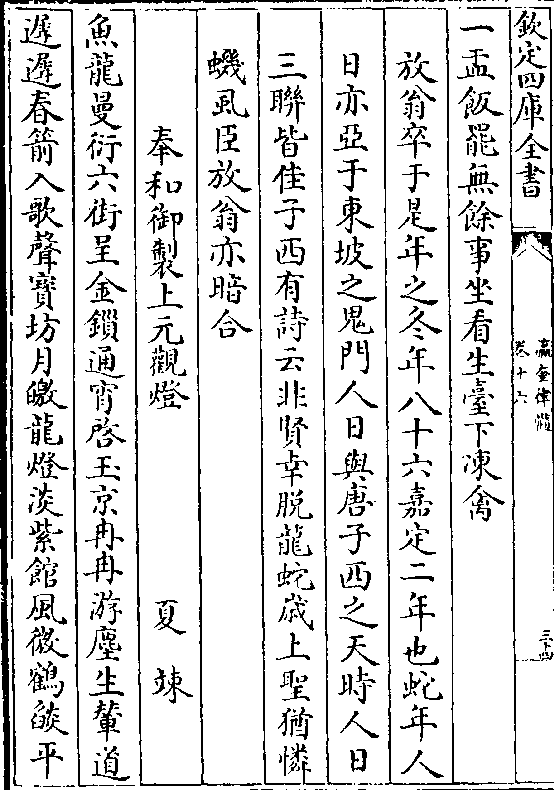 欽定四庫全書
瀛奎律髓
卷十六
三十四
一盂飯罷無餘事坐看生臺下凍禽
放翁卒于是年之冬年八十六嘉定二年也蛇年人
日亦亞于東坡之鬼門人日與唐子西之天時人日
三聯皆佳子西有詩云非賢幸脱龍蛇歳上聖猶憐
蟣虱臣放翁亦暗合
奉和御製上元觀燈
夏竦
魚龍曼衍六街呈金鎖通宵啓玉京冉冉游塵生輦道
遲遲春箭入歌聲寳坊月皦龍燈淡紫館風微鶴燄平